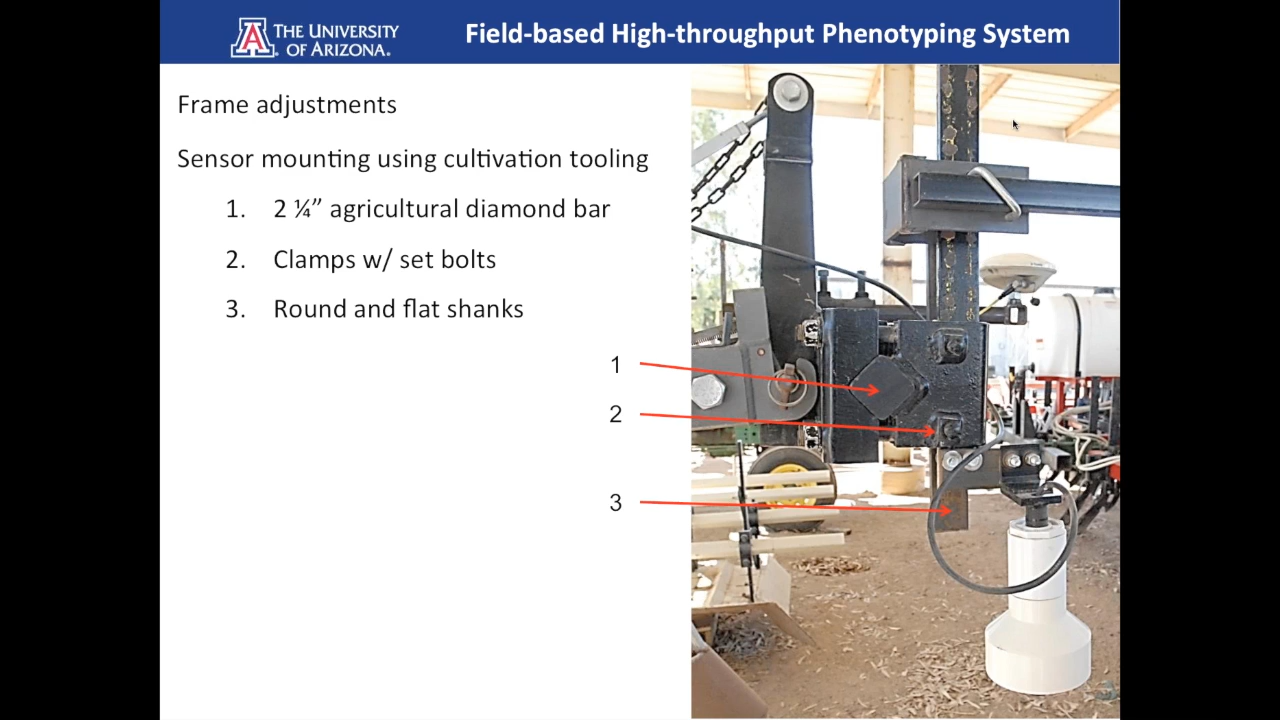 THE UNIVERSITY
OF ARIZONA.
Field-based High-throughput Phenotyping System
Frame adjustments
Sensor mounting using cultivation tooling
1. 2 ¼” agricultural diamond bar
2. Clamps w/ set bolts
3. Round and flat shanks
1
2
3